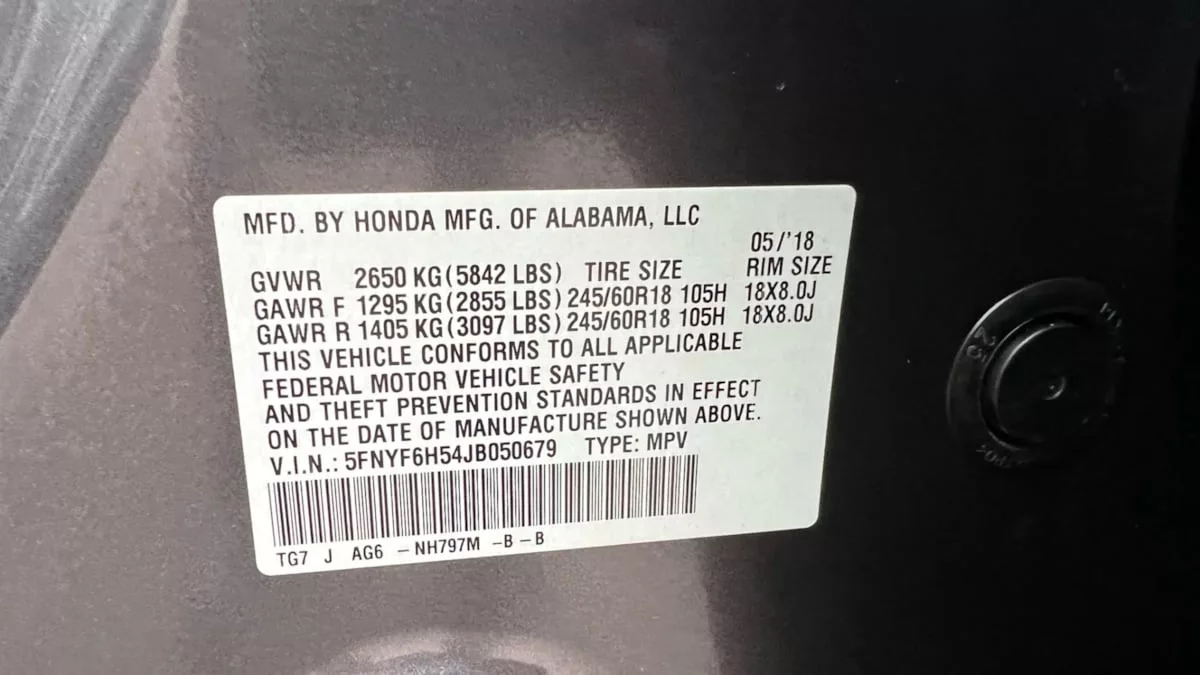 MFD. BY HONDA MFG. OF ALABAMA, LLC
05/'18
GVWR 2650 KG (5842 LBS) TIRE SIZE RIM SIZE
GAWR F 1295 KG (2855 LBS) 245/60R18 105H 18X8.0J
GAWR R 1405 KG (3097 LBS) 245/60R18 105H 18X8.0J
THIS VEHICLE CONFORMS TO ALL APPLICABLE
FEDERAL MOTOR VEHICLE SAFETY
AND THEFT PREVENTION STANDARDS IN EFFECT
ON THE DATE OF MANUFACTURE SHOWN ABOVE.
V.I.N.: 5FNYF6H54JB050679 TYPE: MPV
TG7 J AG6 -NH797M -B-B